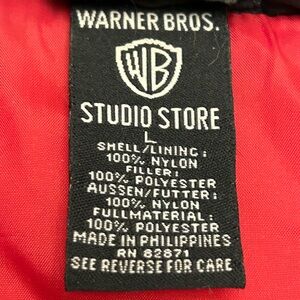 WARNER BROS.
WB
STUDIO STORE
L
SHELL/LINING:
100% NYLON
FILLER:
100% POLYESTER
AUSSEN/FUTTER:
100% NYLON
FULLMATERIAL:
100% POLYESTER
MADE IN PHILIPPINES
RN 82871
SEE REVERSE FOR CARE